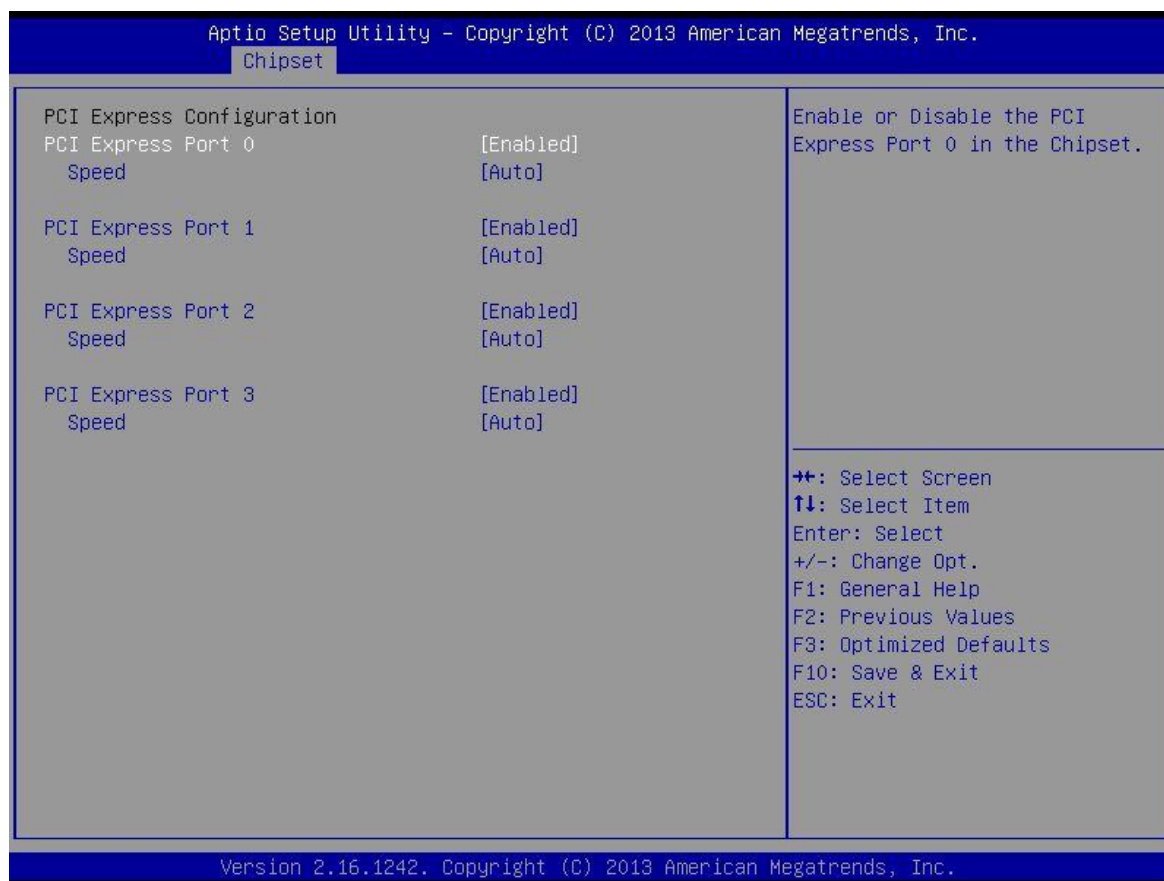 Aptio Setup Utility – Copyright (C) 2013 American Megatrends, Inc.
Chipset
PCI Express Configuration
PCI Express Port 0 [Enabled]
Speed [Auto]
PCI Express Port 1 [Enabled]
Speed [Auto]
PCI Express Port 2 [Enabled]
Speed [Auto]
PCI Express Port 3 [Enabled]
Speed [Auto]
Enable or Disable the PCI
Express Port 0 in the Chipset.
→←: Select Screen
↑↓: Select Item
Enter: Select
+/-: Change Opt.
F1: General Help
F2: Previous Values
F3: Optimized Defaults
F10: Save & Exit
ESC: Exit
Version 2.16.1242. Copyright (C) 2013 American Megatrends, Inc.